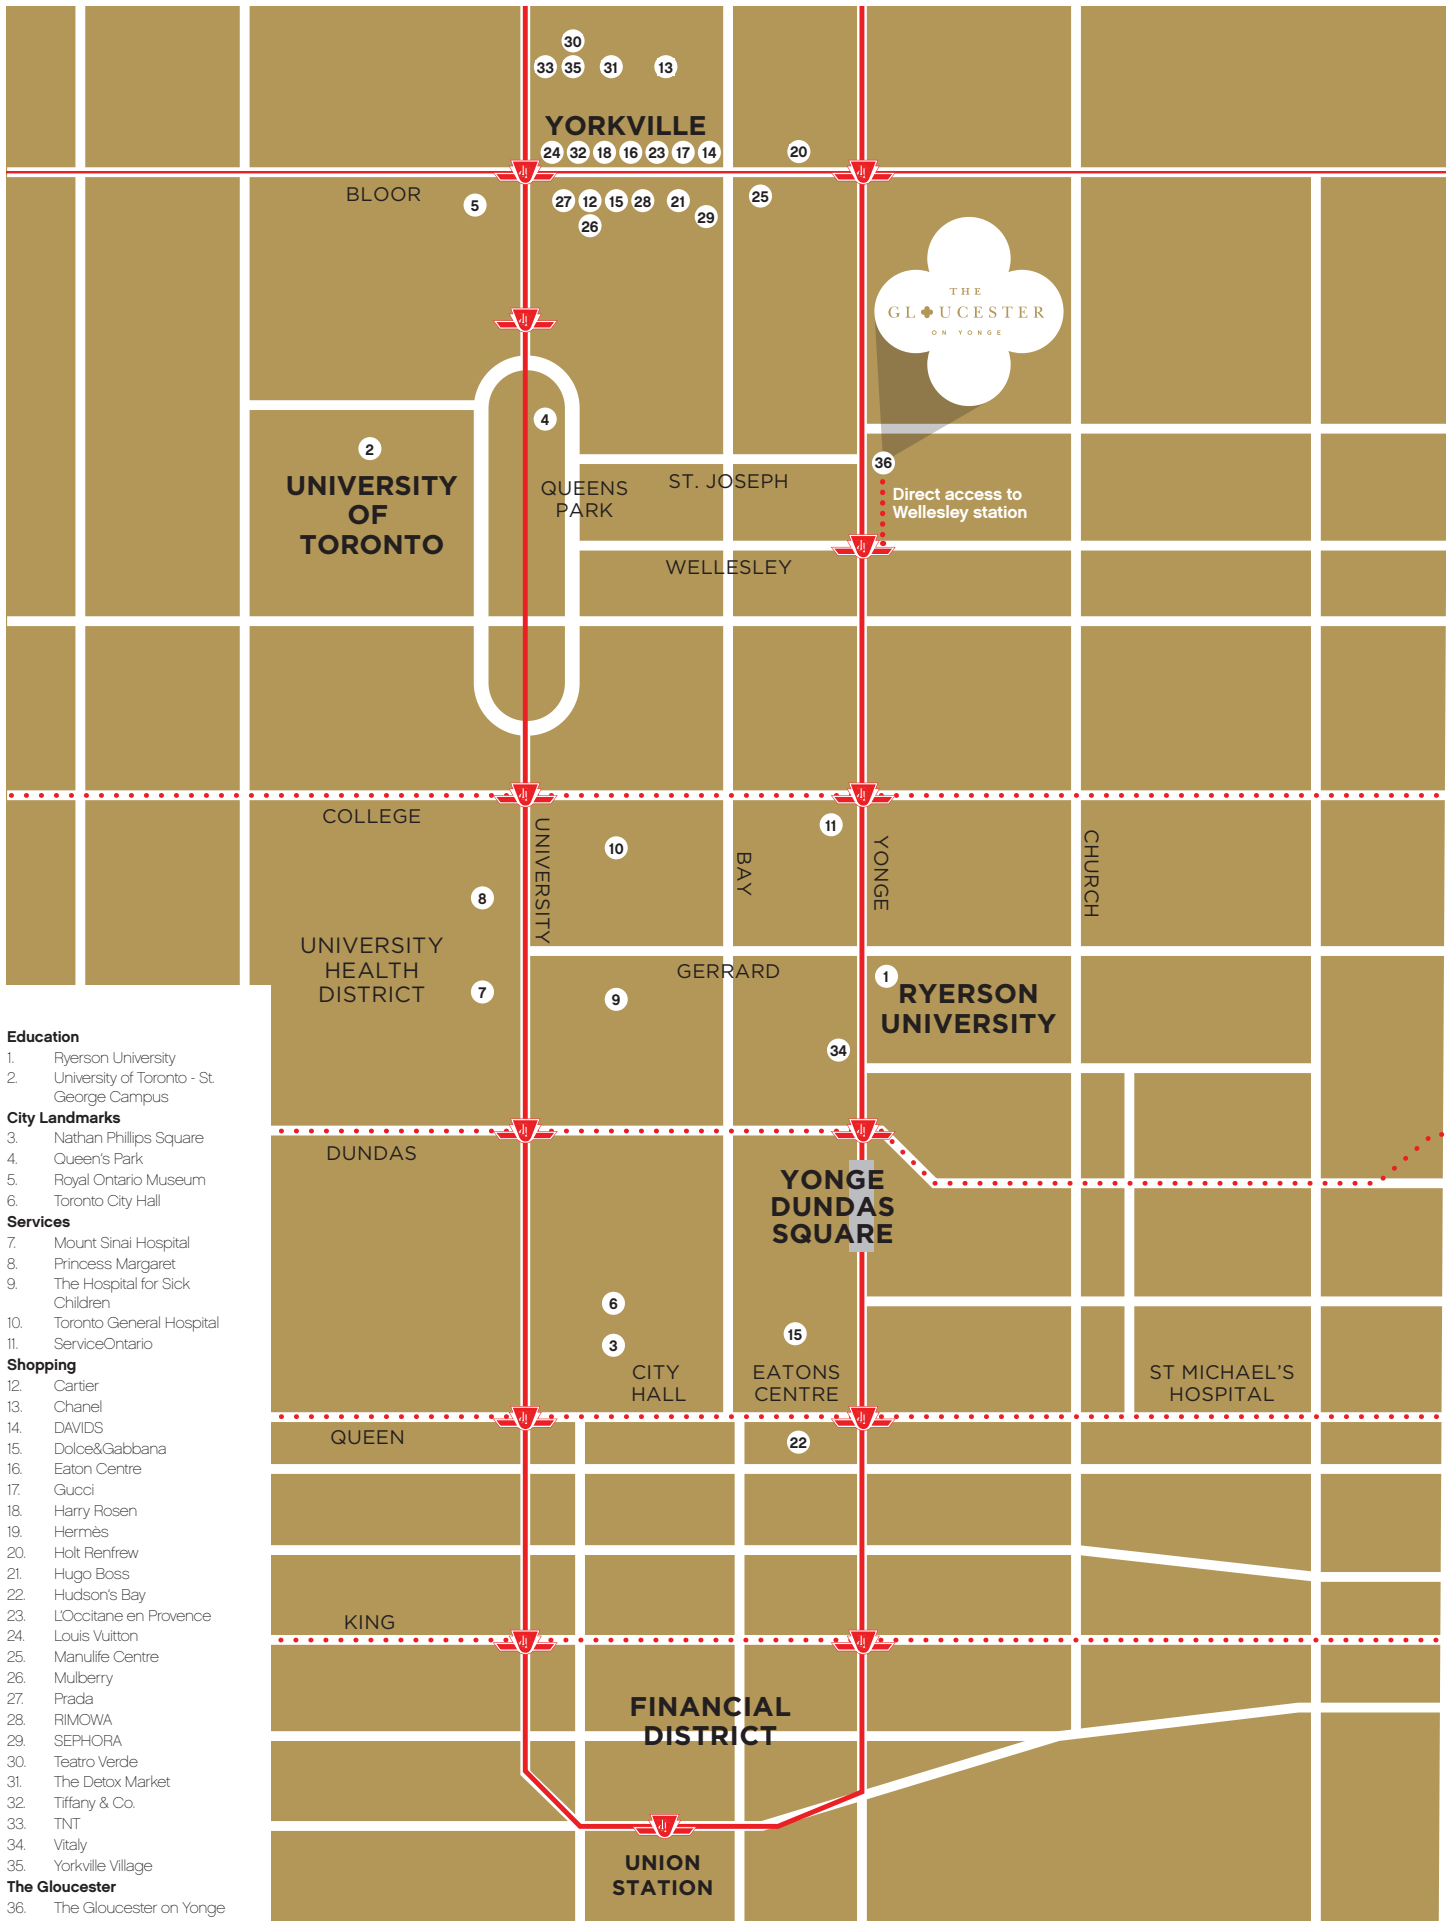 30
33 35 31 13
YORKVILLE
24 32 18 16 23 17 14 20
BLOOR
5
27 12 15 28 21 25
29
26
THE
GLOUCESTER
ON YONGE
4
2
36
UNIVERSITY
OF
TORONTO
QUEENS
PARK
ST. JOSEPH
Direct access to
Wellesley station
WELLESLEY
COLLEGE
UNIVERSITY
BAY
YONGE
CHURCH
11
10
8
UNIVERSITY
HEALTH
DISTRICT
GERRARD
7
9
1
RYERSON
UNIVERSITY
34
DUNDAS
YONGE
DUNDAS
SQUARE
6
3
15
CITY
HALL
EATONS
CENTRE
ST MICHAEL'S
HOSPITAL
QUEEN
22
KING
FINANCIAL
DISTRICT
UNION
STATION
Education
1. Ryerson University
2. University of Toronto - St.
George Campus
City Landmarks
3. Nathan Phillips Square
4. Queen's Park
5. Royal Ontario Museum
6. Toronto City Hall
Services
7. Mount Sinai Hospital
8. Princess Margaret
9. The Hospital for Sick
Children
10. Toronto General Hospital
11. ServiceOntario
Shopping
12. Cartier
13. Chanel
14. DAVIDS
15. Dolce&Gabbana
16. Eaton Centre
17. Gucci
18. Harry Rosen
19. Hermès
20. Holt Renfrew
21. Hugo Boss
22. Hudson's Bay
23. L'Occitane en Provence
24. Louis Vuitton
25. Manulife Centre
26. Mulberry
27. Prada
28. RIMOWA
29. SEPHORA
30. Teatro Verde
31. The Detox Market
32. Tiffany & Co.
33. TNT
34. Vitaly
35. Yorkville Village
The Gloucester
36. The Gloucester on Yonge